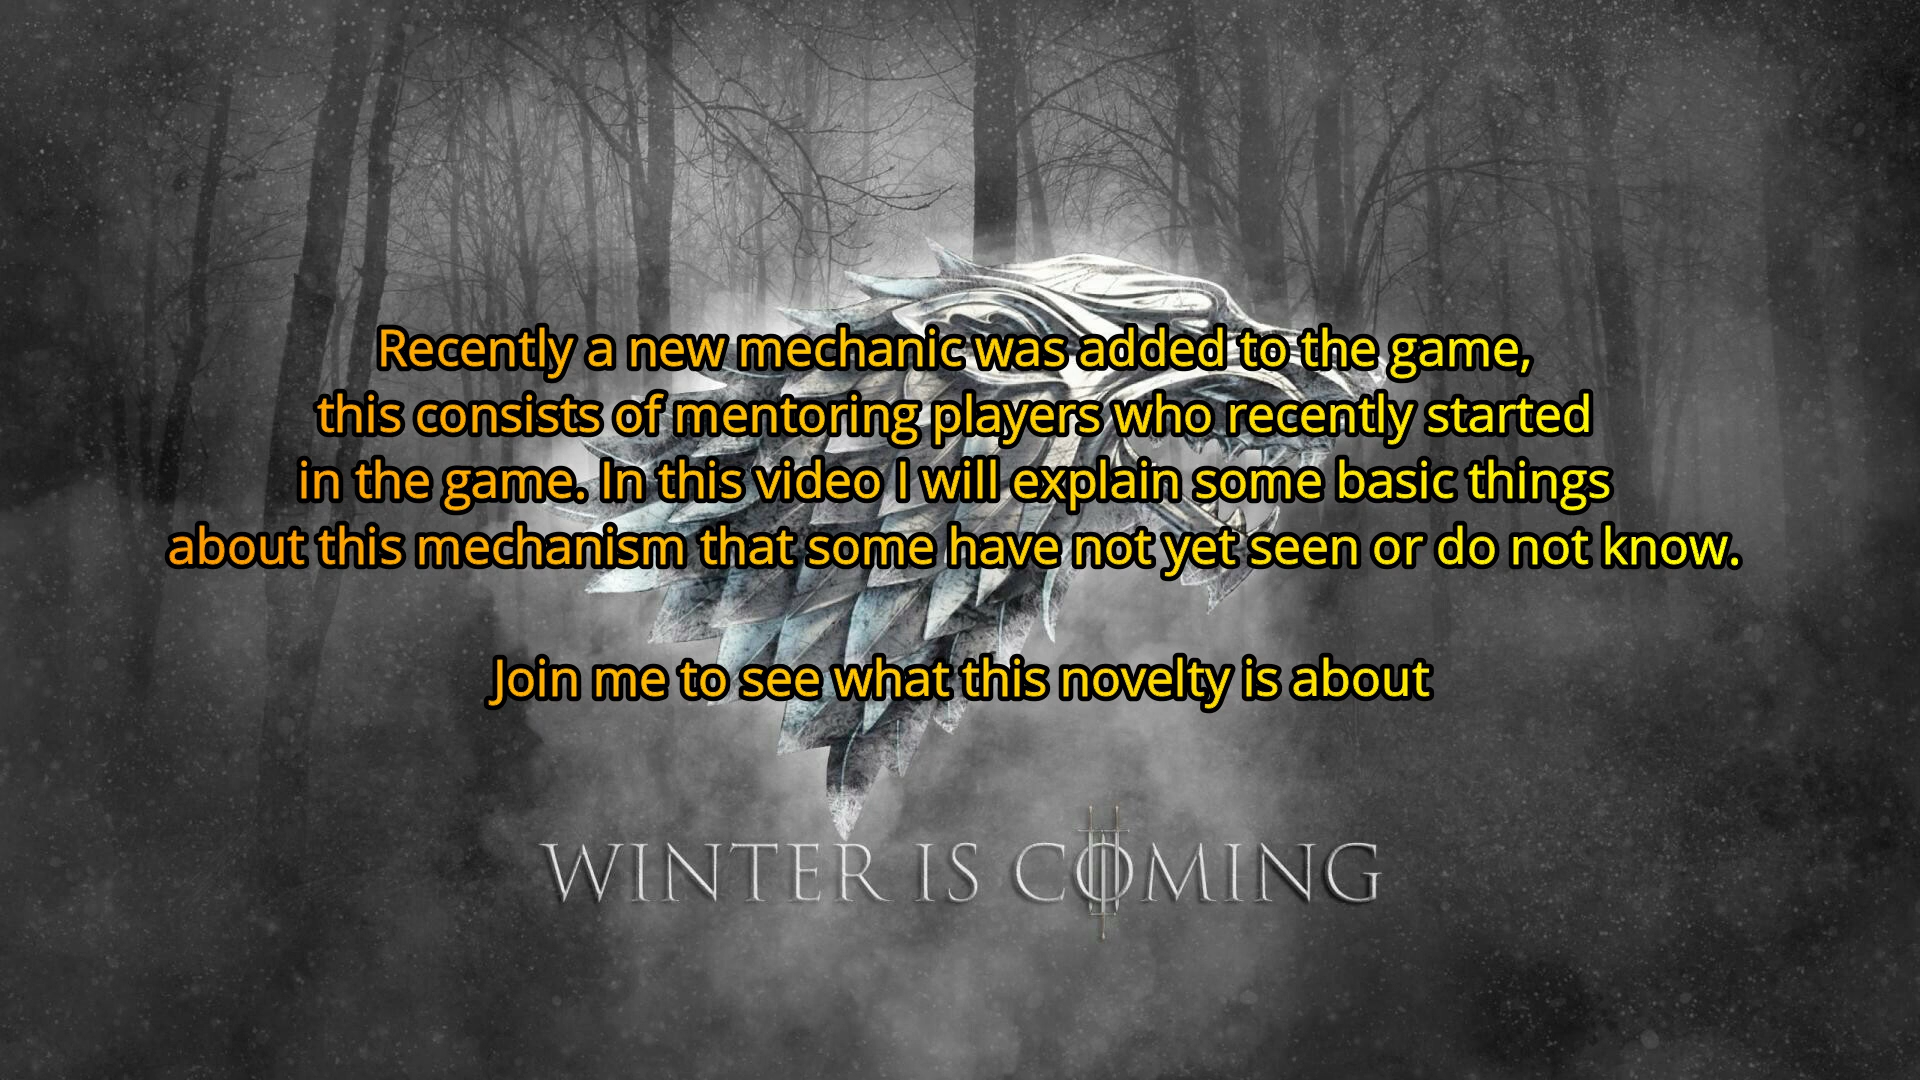 Recently a new mechanic was added to the game,
this consists of mentoring players who recently started
in the game. In this video I will explain some basic things
about this mechanism that some have not yet seen or do not know.
Join me to see what this novelty is about
WINTER IS COMING